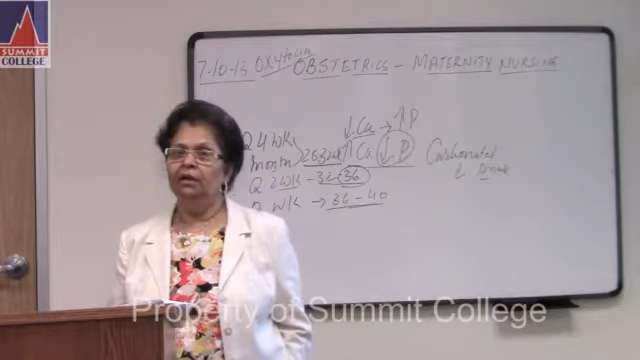 SUMMIT
COLLEGE
7-10-13 Oxytocin OBSTETRICS - MATERNITY NURSING
↓Ca → ↑P
Q 4 WK
month
↑Ca ↓P Carbonated
Q 2 WK - 32 - 36
WK → 36 - 40
Property of Summit College